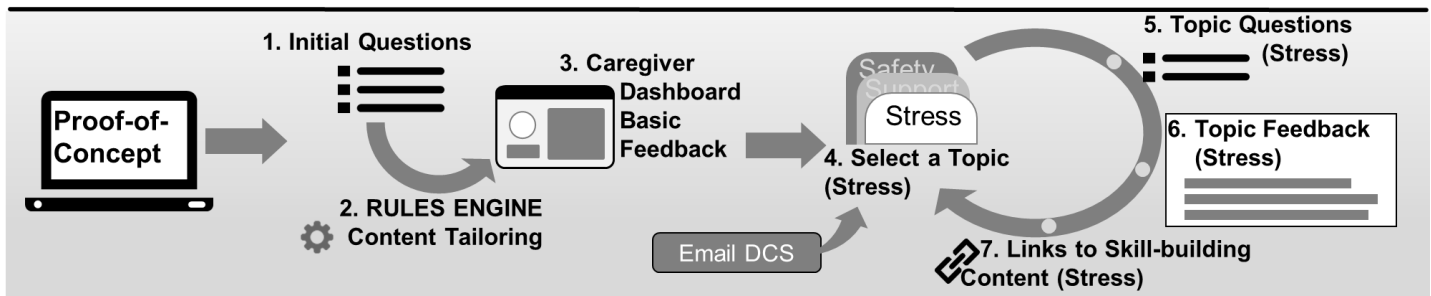 Proof-of-
Concept
1. Initial Questions
2. RULES ENGINE
Content Tailoring
3. Caregiver
Dashboard
Basic
Feedback
Safety
Support
Stress
4. Select a Topic
(Stress)
Email DCS
5. Topic Questions
(Stress)
6. Topic Feedback
(Stress)
7. Links to Skill-building
Content (Stress)